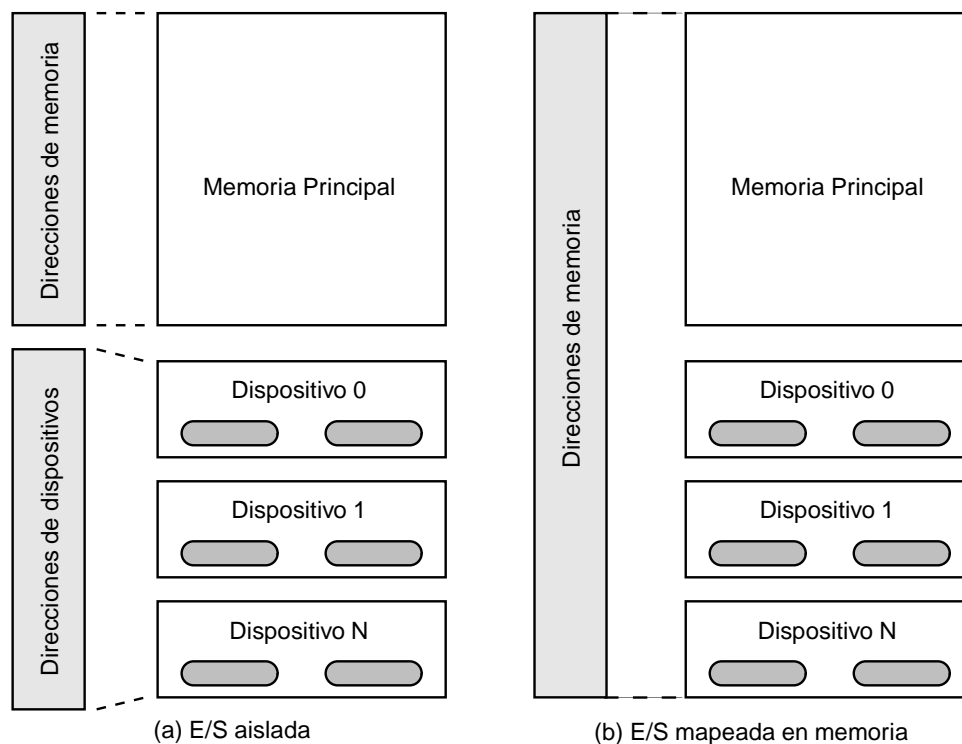 Direcciones de memoria
Memoria Principal
Direcciones de dispositivos
Dispositivo 0
Dispositivo 1
Dispositivo N
(a) E/S aislada
Direcciones de memoria
Memoria Principal
Dispositivo 0
Dispositivo 1
Dispositivo N
(b) E/S mapeada en memoria